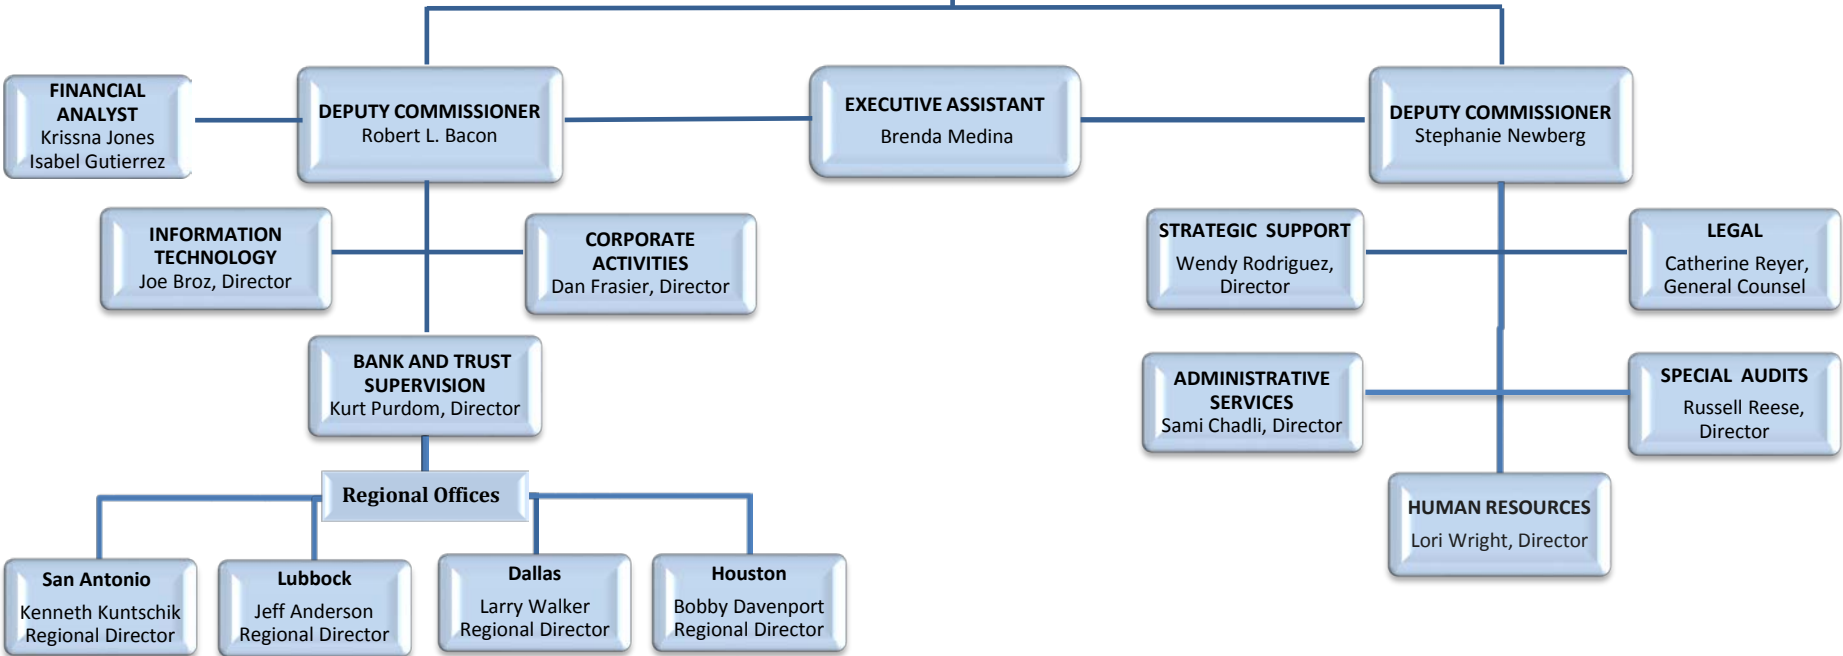 FINANCIAL
ANALYST
Krissna Jones
Isabel Gutierrez
DEPUTY COMMISSIONER
Robert L. Bacon
EXECUTIVE ASSISTANT
Brenda Medina
DEPUTY COMMISSIONER
Stephanie Newberg
INFORMATION
TECHNOLOGY
Joe Broz, Director
CORPORATE
ACTIVITIES
Dan Frasier, Director
STRATEGIC SUPPORT
Wendy Rodriguez,
Director
LEGAL
Catherine Reyer,
General Counsel
BANK AND TRUST
SUPERVISION
Kurt Purdom, Director
ADMINISTRATIVE
SERVICES
Sami Chadli, Director
SPECIAL AUDITS
Russell Reese,
Director
Regional Offices
HUMAN RESOURCES
Lori Wright, Director
San Antonio
Kenneth Kuntschik
Regional Director
Lubbock
Jeff Anderson
Regional Director
Dallas
Larry Walker
Regional Director
Houston
Bobby Davenport
Regional Director